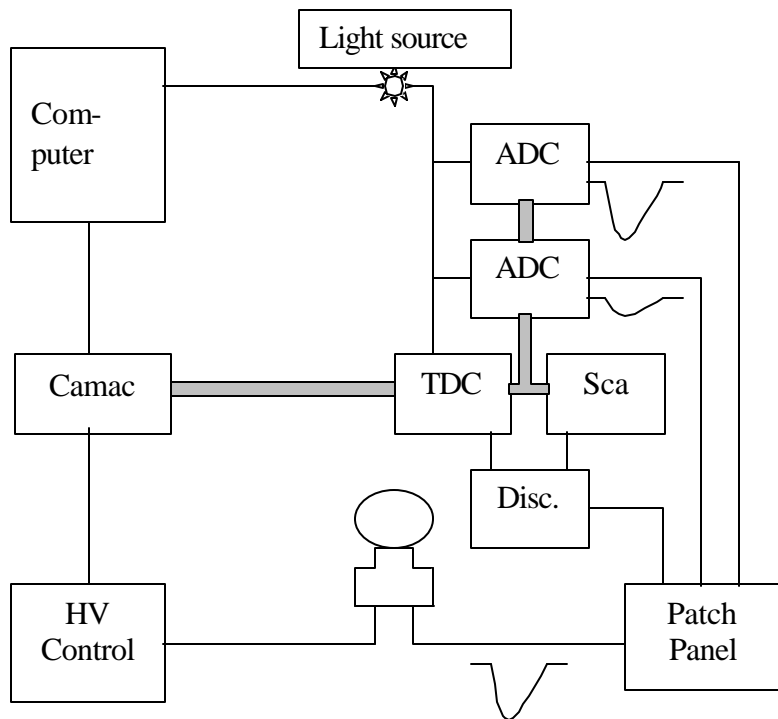 Light source
Com-
puter
ADC
ADC
Camac
TDC
Sca
Disc.
HV
Control
Patch
Panel